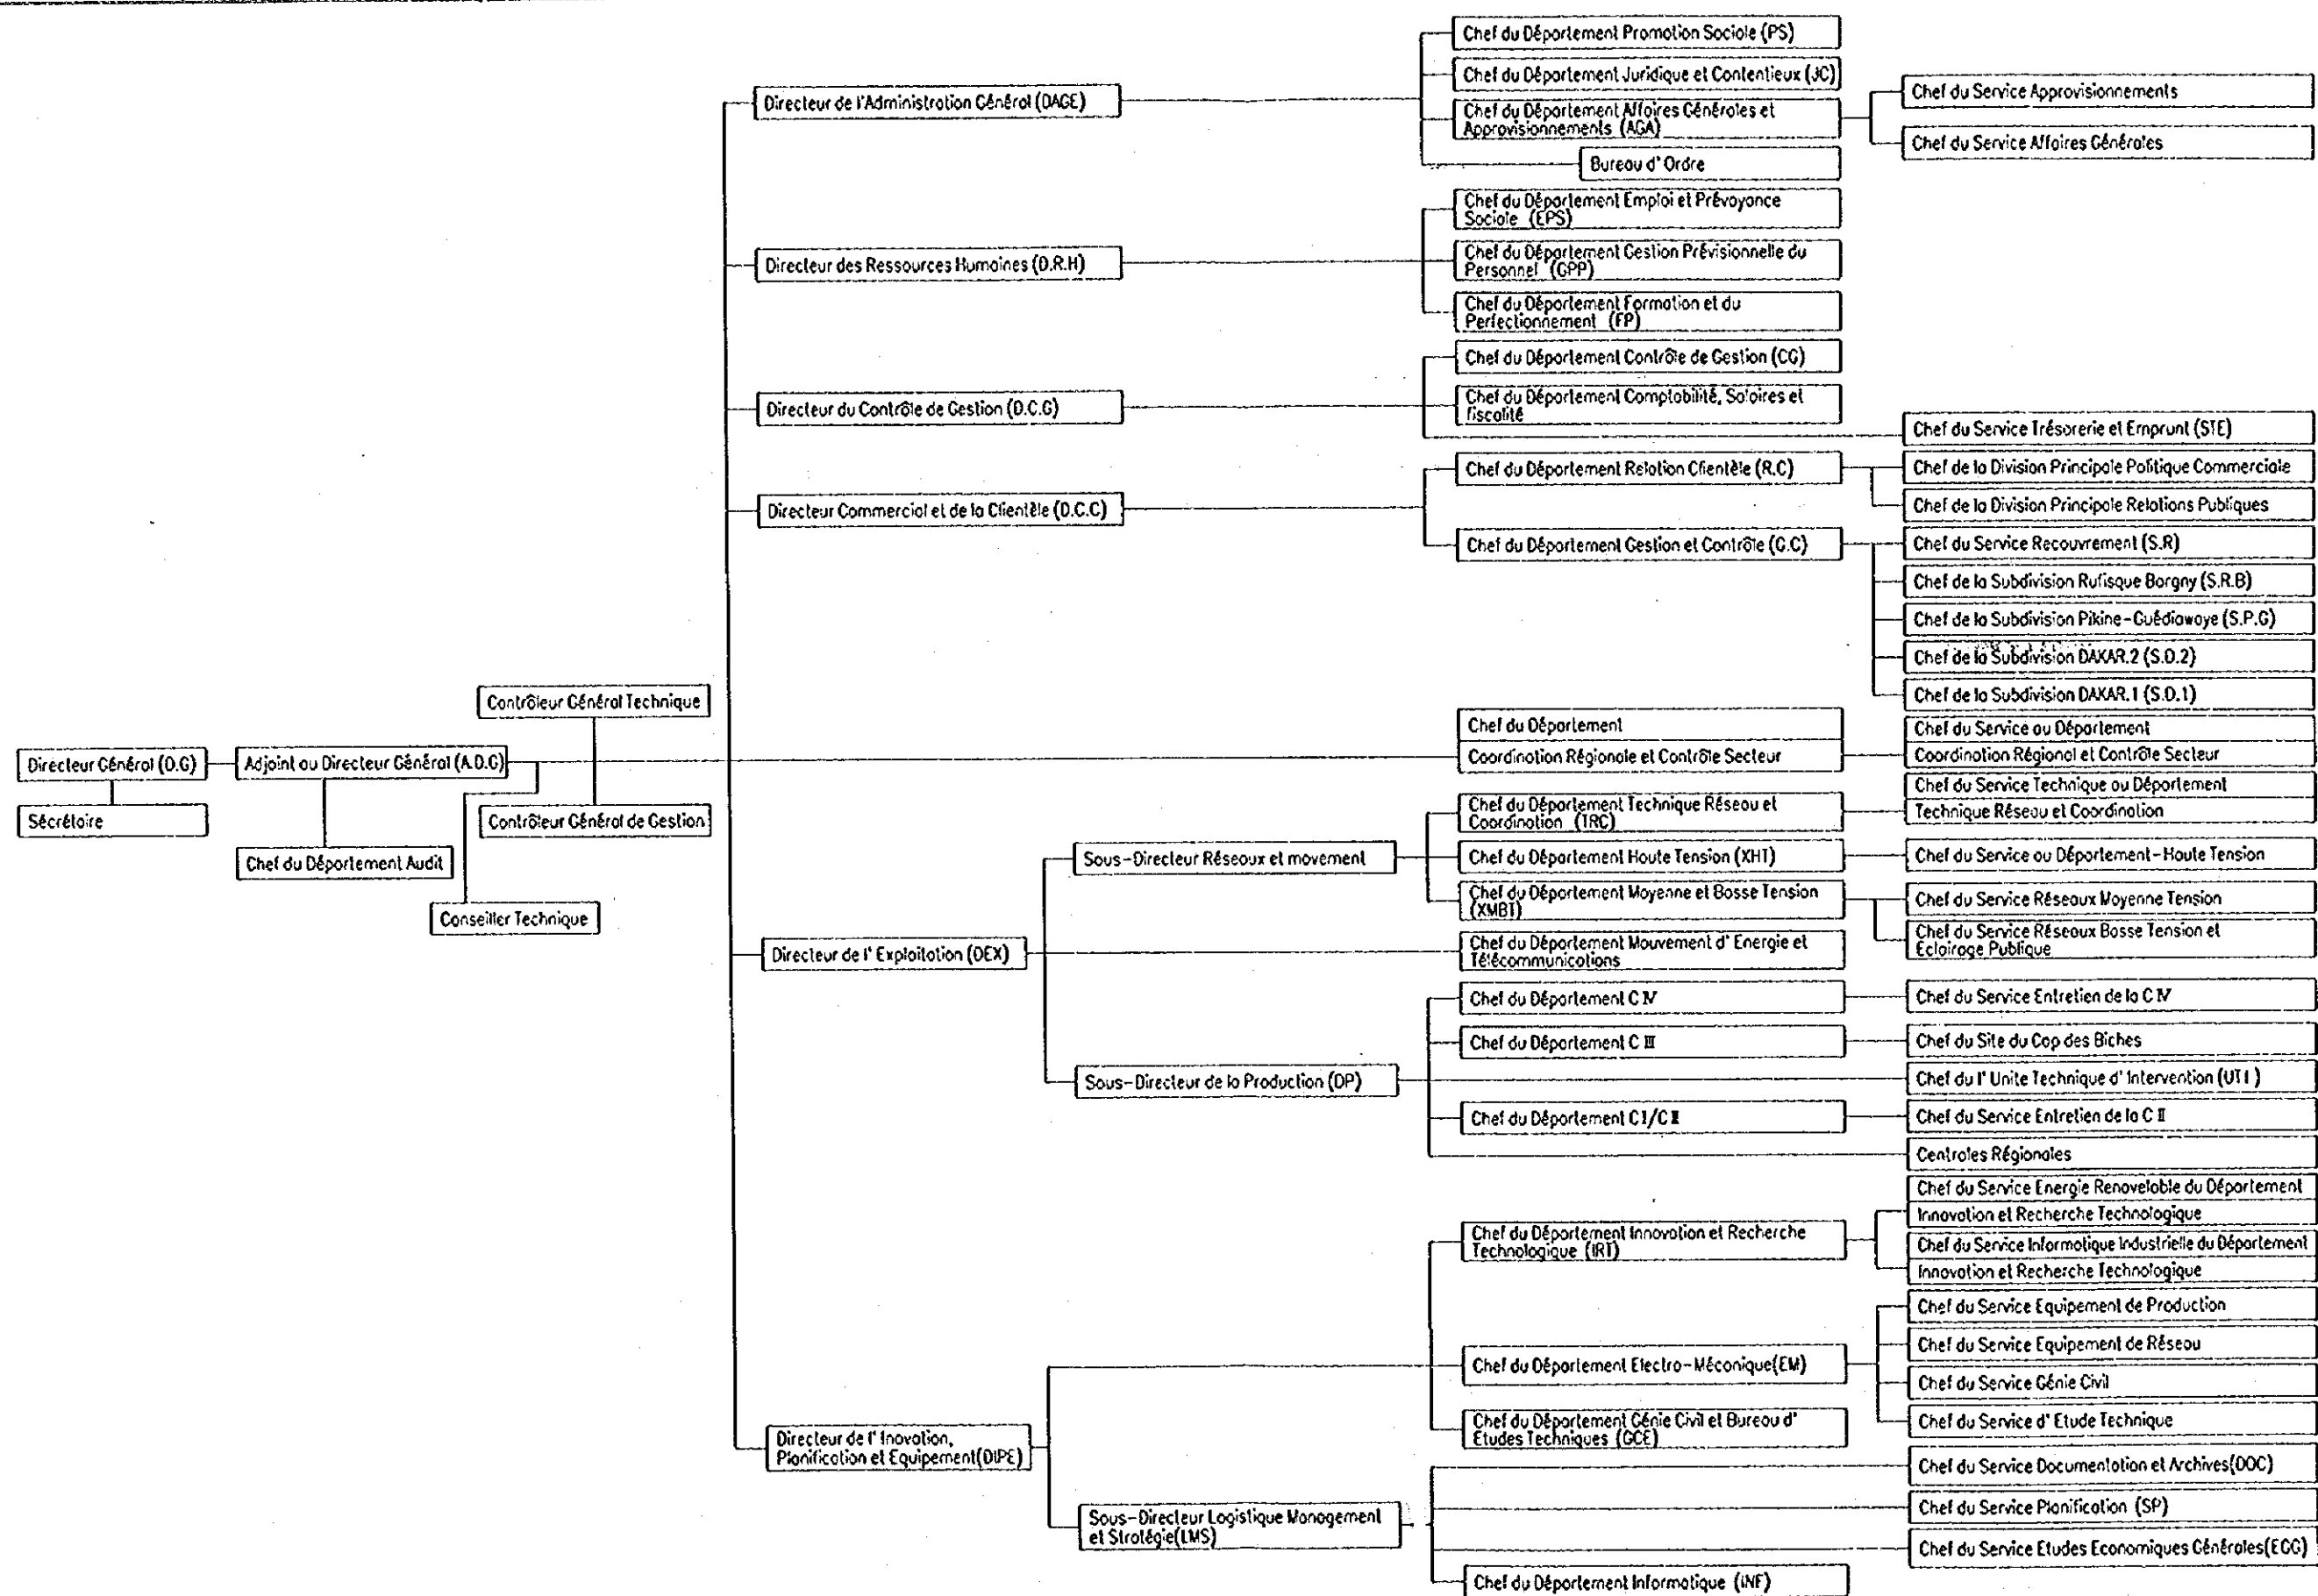 Chef du Département Promotion Sociale (PS)
Chef du Département Juridique et Contentieux (JC)
Directeur de l'Administration Général (DAGE)
Chef du Département Affaires Générales et
Approvisionnements (AGA)
Chef du Service Approvisionnements
Chef du Service Affaires Générales
Bureau d'Ordre
Chef du Département Emploi et Prévoyance
Sociale (EPS)
Directeur des Ressources Humaines (D.R.H)
Chef du Département Gestion Prévisionnelle du
Personnel (GPP)
Chef du Département Formation et du
Perfectionnement (FP)
Chef du Département Contrôle de Gestion (CG)
Directeur du Contrôle de Gestion (D.C.G)
Chef du Département Comptabilité, Salaires et
fiscalité
Chef du Service Trésorerie et Emprunt (STE)
Directeur Commercial et de la Clientèle (D.C.C)
Chef du Département Relation Clientèle (R.C)
Chef de la Division Principale Politique Commerciale
Chef de la Division Principale Relations Publiques
Chef du Département Gestion et Contrôle (G.C)
Chef du Service Recouvrement (S.R)
Chef de la Subdivision Rufisque Bargny (S.R.B)
Chef de la Subdivision Pikine-Guédiawaye (S.P.G)
Chef de la Subdivision DAKAR.2 (S.D.2)
Chef de la Subdivision DAKAR.1 (S.D.1)
Contrôleur Général Technique
Directeur Général (D.G)
Adjoint au Directeur Général (A.D.G)
Sécrétaire
Contrôleur Général de Gestion
Chef du Département Audit
Conseiller Technique
Chef du Département
Coordination Régionale et Contrôle Secteur
Chef du Service au Département
Coordination Régional et Contrôle Secteur
Directeur de l'Exploitation (DEX)
Sous-Directeur Réseaux et movement
Chef du Département Technique Réseau et
Coordination (TRC)
Chef du Service Technique au Département
Technique Réseau et Coordination
Chef du Département Haute Tension (XHT)
Chef du Service au Département-Haute Tension
Chef du Département Moyenne et Basse Tension
(XMBT)
Chef du Service Réseaux Moyenne Tension
Chef du Service Réseaux Basse Tension et
Eclairage Publique
Chef du Département Mouvement d'Energie et
Télécommunications
Sous-Directeur de la Production (DP)
Chef du Département C IV
Chef du Service Entretien de la C IV
Chef du Département C III
Chef du Site du Cap des Biches
Chef du l'Unite Technique d'Intervention (UTI)
Chef du Département C I/C II
Chef du Service Entretien de la C II
Centrales Régionales
Directeur de l'Inovation,
Planification et Equipement(DIPE)
Chef du Département Innovation et Recherche
Technologique (IRT)
Chef du Service Energie Renovelable du Département
Innovation et Recherche Technologique
Chef du Service Informatique Industrielle du Département
Innovation et Recherche Technologique
Chef du Département Electro-Mécanique(EM)
Chef du Service Equipement de Production
Chef du Service Equipement de Réseau
Chef du Service Génie Civil
Chef du Service d'Etude Technique
Chef du Département Génie Civil et Bureau d'
Etudes Techniques (GCE)
Sous-Directeur Logistique Management
et Stratégie(LMS)
Chef du Service Documentation et Archives(DOC)
Chef du Service Planification (SP)
Chef du Service Etudes Economiques Générales(EGG)
Chef du Département Informatique (INF)